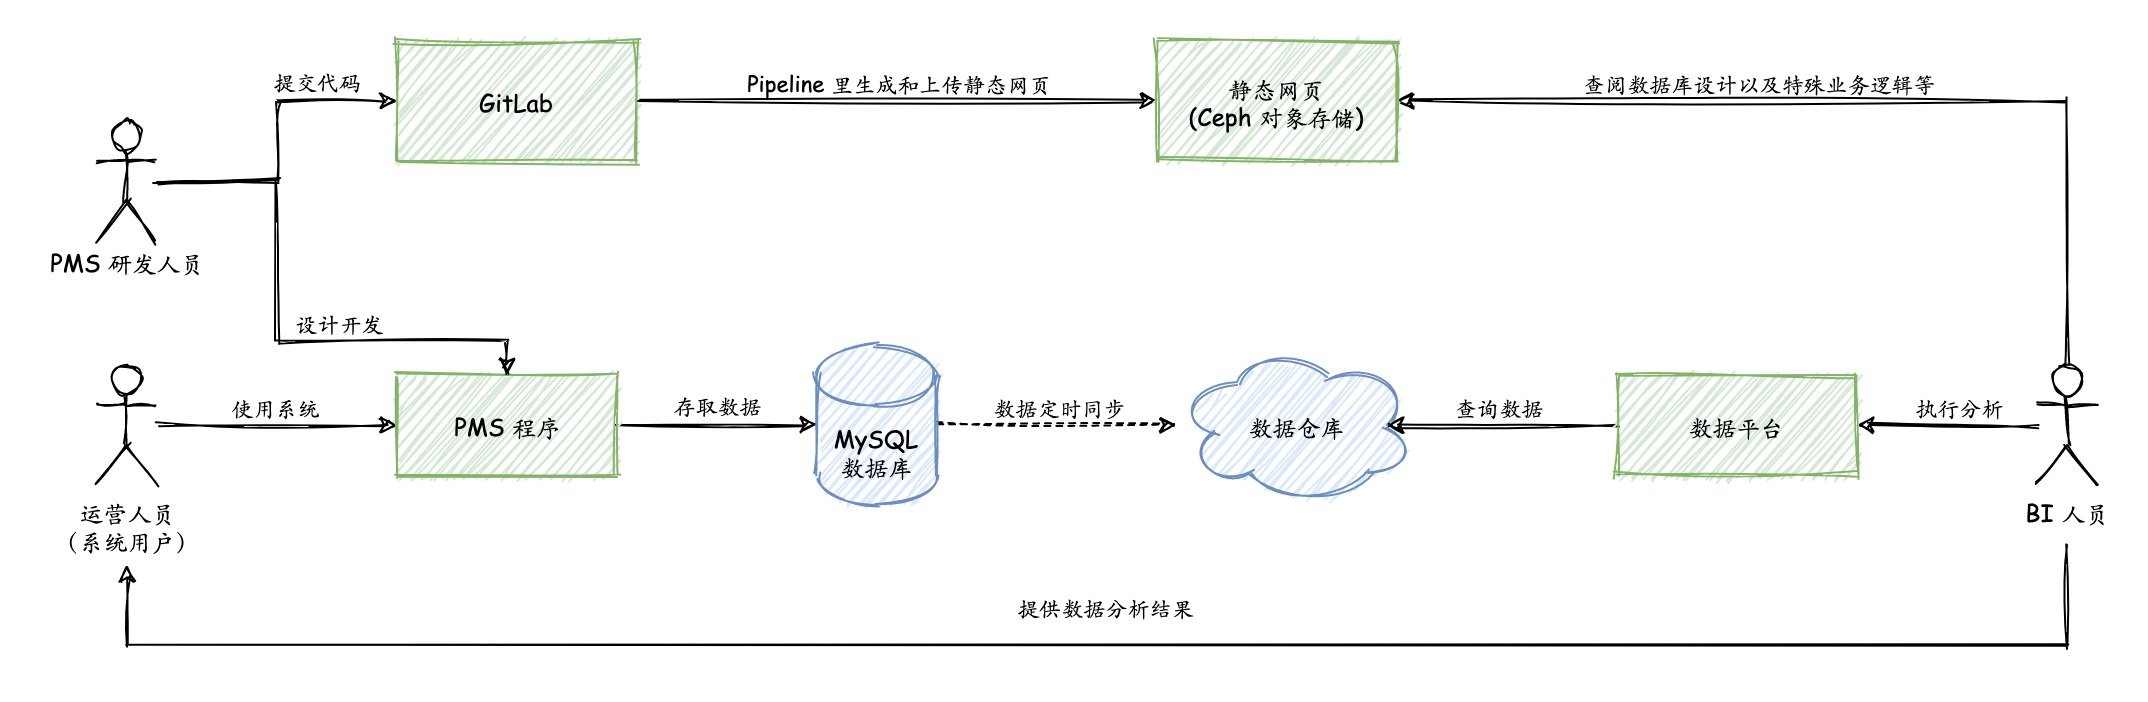 提交代码
GitLab
Pipeline 里生成和上传静态网页
静态网页
(Ceph 对象存储)
查阅数据库设计以及特殊业务逻辑等
PMS 研发人员
设计开发
使用系统
PMS 程序
存取数据
MySQL
数据库
数据定时同步
数据仓库
查询数据
数据平台
执行分析
运营人员
(系统用户)
BI 人员
提供数据分析结果